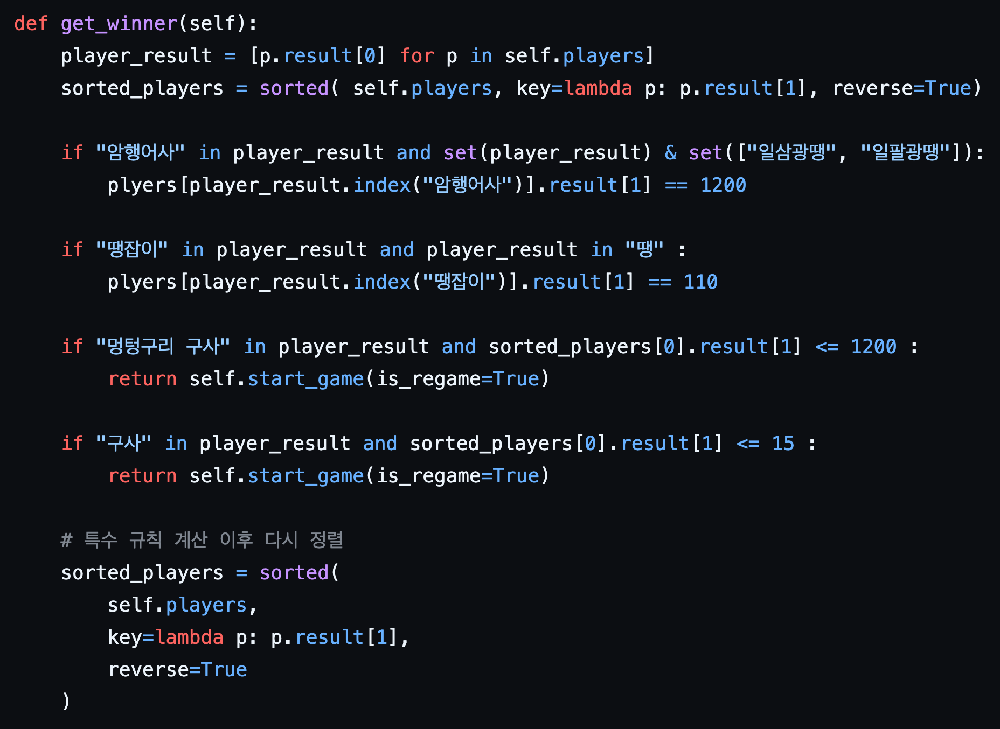 def get_winner(self):
    player_result = [p.result[0] for p in self.players]
    sorted_players = sorted( self.players, key=lambda p: p.result[1], reverse=True)

    if "암행어사" in player_result and set(player_result) & set(["일삼광땡", "일팔광땡"]):
        plyers[player_result.index("암행어사")].result[1] == 1200

    if "땡잡이" in player_result and player_result in "땡" :
        plyers[player_result.index("땡잡이")].result[1] == 110

    if "멍텅구리 구사" in player_result and sorted_players[0].result[1] <= 1200 :
        return self.start_game(is_regame=True)

    if "구사" in player_result and sorted_players[0].result[1] <= 15 :
        return self.start_game(is_regame=True)

    # 특수 규칙 계산 이후 다시 정렬
    sorted_players = sorted(
        self.players,
        key=lambda p: p.result[1],
        reverse=True
    )